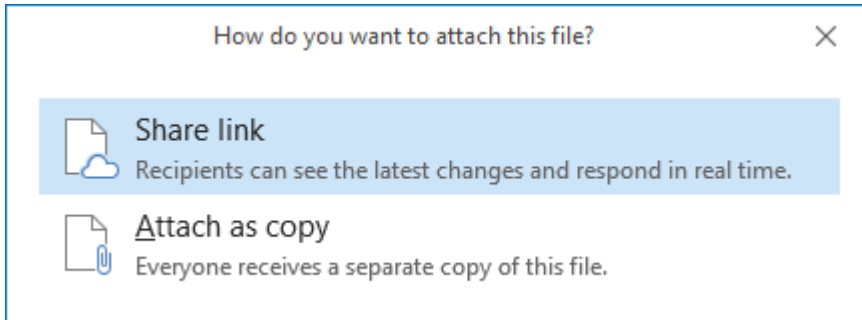 How do you want to attach this file?
Share link
Recipients can see the latest changes and respond in real time.
Attach as copy
Everyone receives a separate copy of this file.